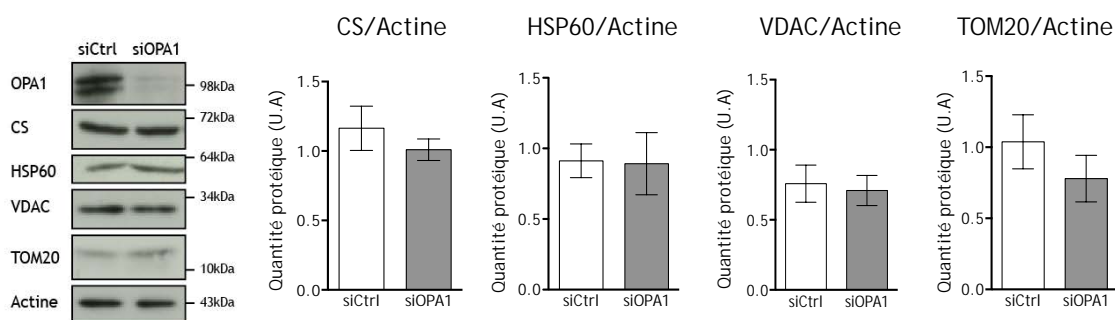 siCtrl siOPA1
OPA1
98kDa
CS
72kDa
HSP60
64kDa
VDAC
34kDa
TOM20
10kDa
Actine
43kDa
CS/Actine
Quantité protéique (U.A)
1.5
1.0
0.5
0.0
siCtrl siOPA1
HSP60/Actine
Quantité protéique (U.A)
1.5
1.0
0.5
0.0
siCtrl siOPA1
VDAC/Actine
Quantité protéique (U.A)
1.5
1.0
0.5
0.0
siCtrl siOPA1
TOM20/Actine
Quantité protéique (U.A)
1.5
1.0
0.5
0.0
siCtrl siOPA1